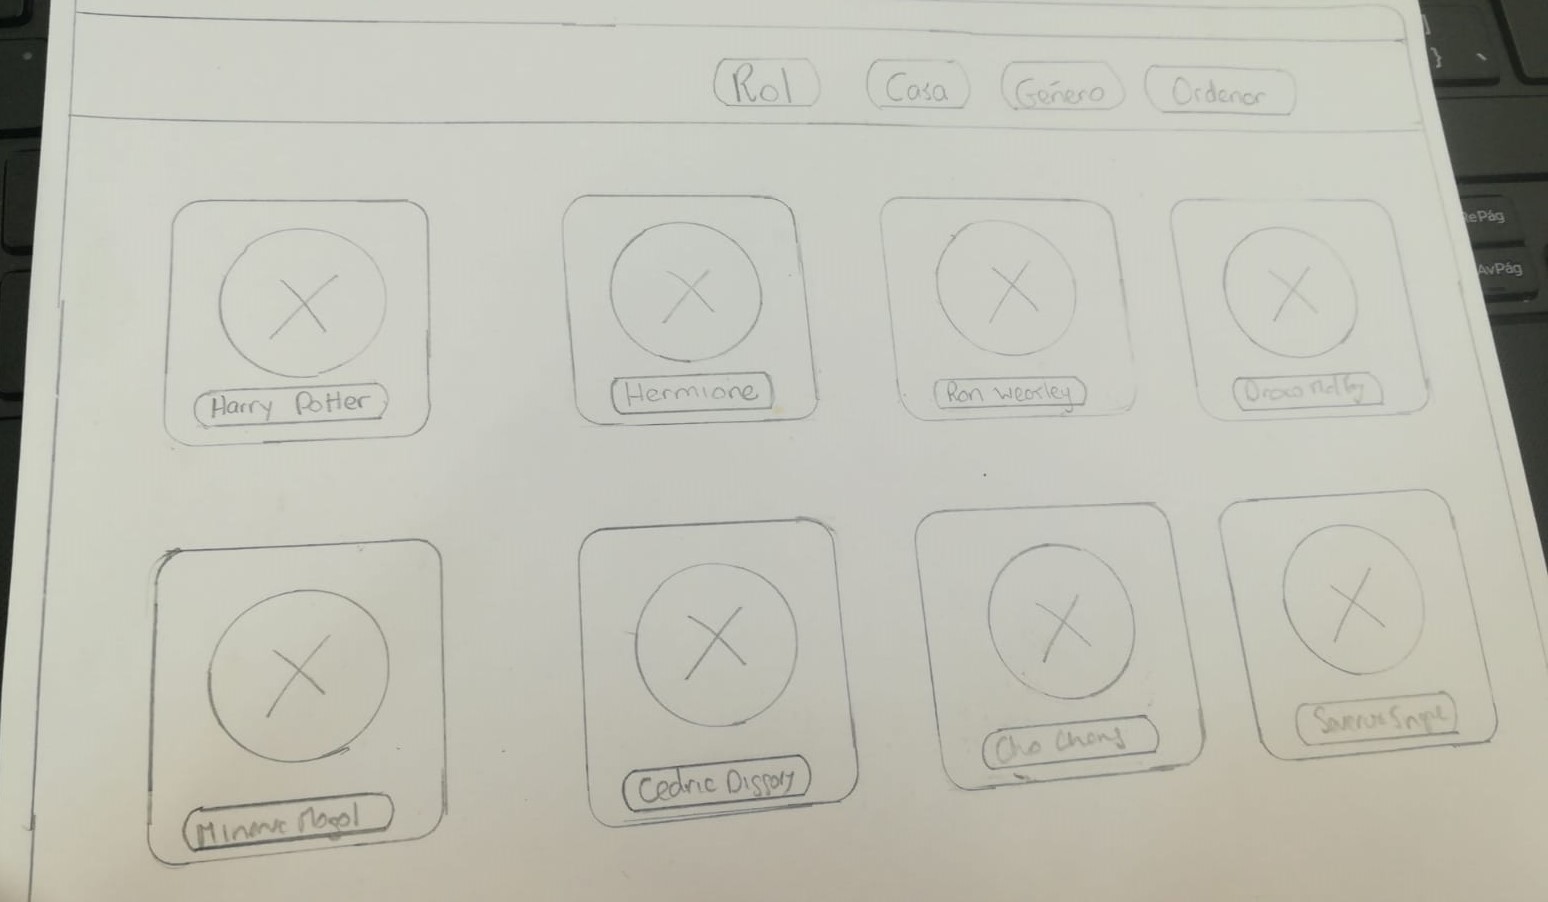 Rol Casa Género Ordenar
Harry Potter Hermione Ron weasley Draco Malfoy
Cedric Diggory Cho Chang Severus Snape
Minerva
RePág
AvPág